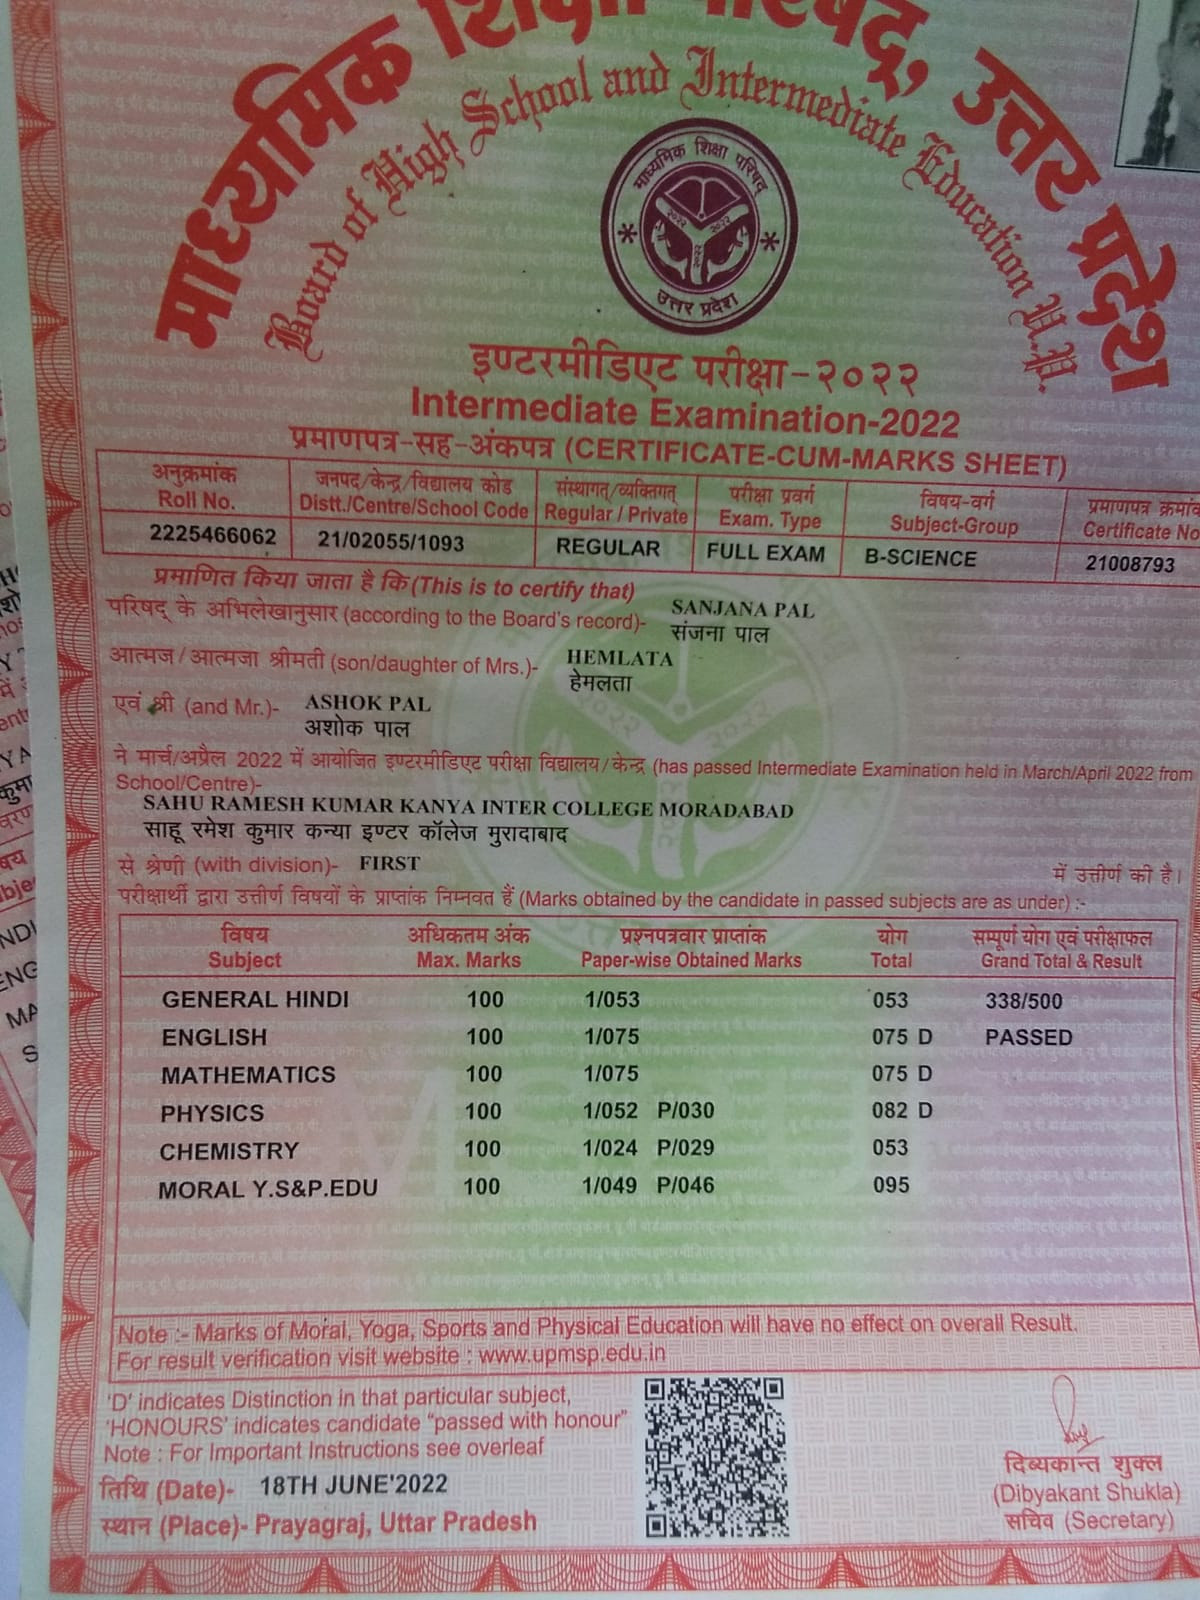 माध्यमिक शिक्षा परिषद्, उत्तर प्रदेश
Board of High School and Intermediate Education U.P.
माध्यमिक शिक्षा परिषद्
उत्तर प्रदेश
इण्टरमीडिएट परीक्षा-२०२२
Intermediate Examination-2022
प्रमाणपत्र-सह-अंकपत्र (CERTIFICATE-CUM-MARKS SHEET)
अनुक्रमांक जनपद/केन्द्र/विद्यालय कोड संस्थागत/व्यक्तिगत् परीक्षा प्रवर्ग विषय-वर्ग प्रमाणपत्र क्रमांक
Roll No. Distt./Centre/School Code Regular / Private Exam. Type Subject-Group Certificate No
2225466062 21/02055/1093 REGULAR FULL EXAM B-SCIENCE 21008793
प्रमाणित किया जाता है कि (This is to certify that)
परिषद् के अभिलेखानुसार (according to the Board's record)- SANJANA PAL
संजना पाल
आत्मज/आत्मजा श्रीमती (son/daughter of Mrs.)- HEMLATA
हेमलता
एवं श्री (and Mr.)- ASHOK PAL
अशोक पाल
ने मार्च/अप्रैल 2022 में आयोजित इण्टरमीडिएट परीक्षा विद्यालय/केन्द्र (has passed Intermediate Examination held in March/April 2022 from
School/Centre)-
SAHU RAMESH KUMAR KANYA INTER COLLEGE MORADABAD
साहू रमेश कुमार कन्या इण्टर कॉलेज मुरादाबाद
से श्रेणी (with division)- FIRST में उत्तीर्ण की है।
परीक्षार्थी द्वारा उत्तीर्ण विषयों के प्राप्तांक निम्नवत हैं (Marks obtained by the candidate in passed subjects are as under) :-
विषय अधिकतम अंक प्रश्नपत्रवार प्राप्तांक योग सम्पूर्ण योग एवं परीक्षाफल
Subject Max. Marks Paper-wise Obtained Marks Total Grand Total & Result
GENERAL HINDI 100 1/053 053 338/500
ENGLISH 100 1/075 075 D PASSED
MATHEMATICS 100 1/075 075 D
PHYSICS 100 1/052 P/030 082 D
CHEMISTRY 100 1/024 P/029 053
MORAL Y.S&P.EDU 100 1/049 P/046 095
Note :- Marks of Moral, Yoga, Sports and Physical Education will have no effect on overall Result.
For result verification visit website : www.upmsp.edu.in
'D' indicates Distinction in that particular subject,
'HONOURS' indicates candidate "passed with honour"
Note : For Important Instructions see overleaf
तिथि (Date)- 18TH JUNE'2022
स्थान (Place)- Prayagraj, Uttar Pradesh
दिब्यकान्त शुक्ल
(Dibyakant Shukla)
सचिव (Secretary)